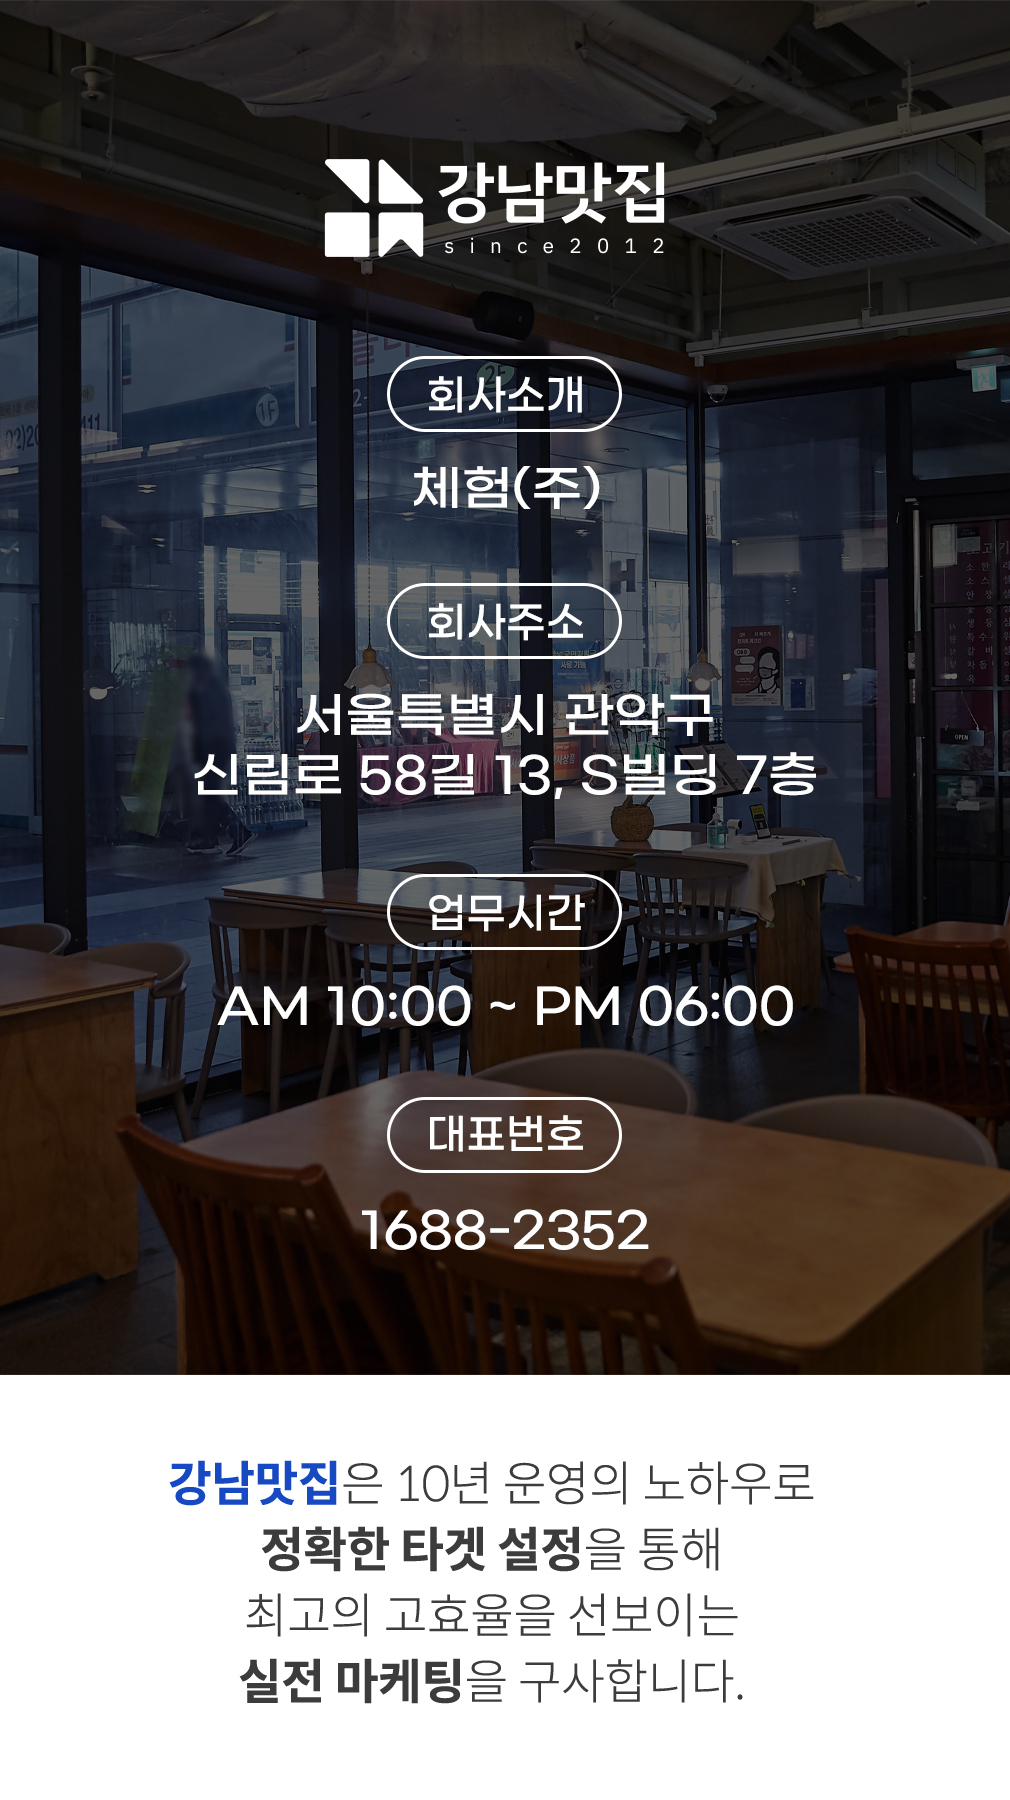 강남맛집
since2012
회사소개
체험(주)
회사주소
서울특별시 관악구
신림로 58길 13, S빌딩 7층
업무시간
AM 10:00 ~ PM 06:00
대표번호
1688-2352
강남맛집은 10년 운영의 노하우로
정확한 타겟 설정을 통해
최고의 고효율을 선보이는
실전 마케팅을 구사합니다.
1F
2F
OPEN